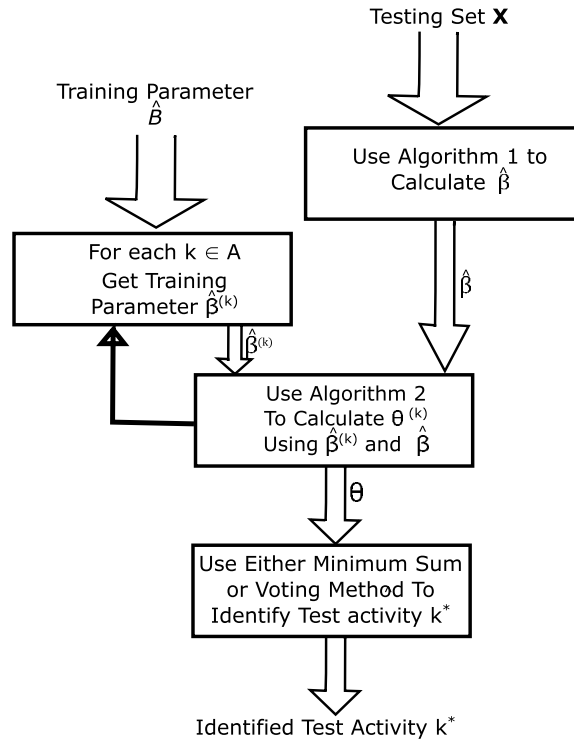 Testing Set X
Training Parameter
B̂
Use Algorithm 1 to
Calculate β̂
For each k ∈ A
Get Training
Parameter β̂⁽ᵏ⁾
β̂
β̂⁽ᵏ⁾
Use Algorithm 2
To Calculate θ⁽ᵏ⁾
Using β̂⁽ᵏ⁾ and β̂
θ
Use Either Minimum Sum
or Voting Method To
Identify Test activity k*
Identified Test Activity k*